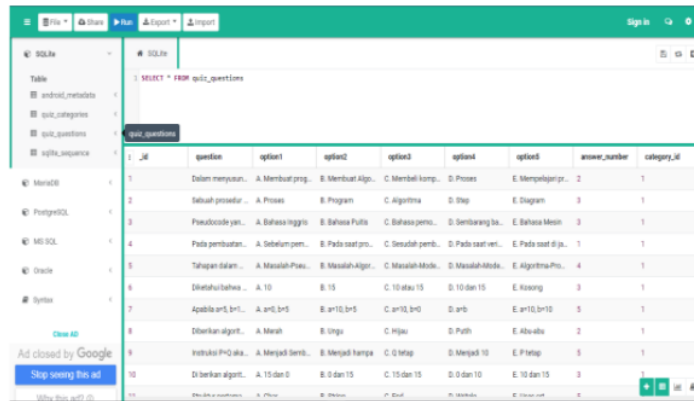 File Share Run Export Import Sign in
SQLite
Table
android_metadata
quiz_categories
quiz_questions
sqlite_sequence
MariaDB
PostgreSQL
MS SQL
Oracle
Syntax
Close AD
Ad closed by Google
Stop seeing this ad
Why this ad?
SQLite
1 SELECT * FROM quiz_questions
quiz_questions
_id question option1 option2 option3 option4 option5 answer_number category_id
1 Dalam menyusun... A. Membuat prog... B. Membuat Algo... C. Membeli komp... D. Proses E. Mempelajari pr... 2 1
2 Sebuah prosedur ... A. Proses B. Program C. Algoritma D. Step E. Diagram 3 1
3 Pseudocode yan... A. Bahasa Inggris B. Bahasa Puitis C. Bahasa pemo... D. Sembarang ba... E. Bahasa Mesin 3 1
4 Pada pembuatan... A. Sebelum pem... B. Pada saat pro... C. Sesudah pemb... D. Pada saat veri... E. Pada saat di ja... 1 1
5 Tahapan dalam ... A. Masalah-Pseu... B. Masalah-Algor... C. Masalah-Mode... D. Masalah-Mode... E. Algoritma-Pro... 4 1
6 Diketahui bahwa ... A. 10 B. 15 C. 10 atau 15 D. 10 dan 15 E. Kosong 3 1
7 Apabila a=5, b=1... A. a=0, b=5 B. a=10, b=5 C. a=10, b=0 D. a=b E. a=10, b=10 5 1
8 Diberikan algorit... A. Merah B. Ungu C. Hijau D. Putih E. Abu-abu 2 1
9 Instruksi P=Q aka... A. Menjadi Semb... B. Menjadi hampa C. Q tetap D. Menjadi 10 E. P tetap 5 1
10 Di berikan algorit... A. 15 dan 0 B. 0 dan 15 C. 15 dan 15 D. 0 dan 10 E. 10 dan 15 3